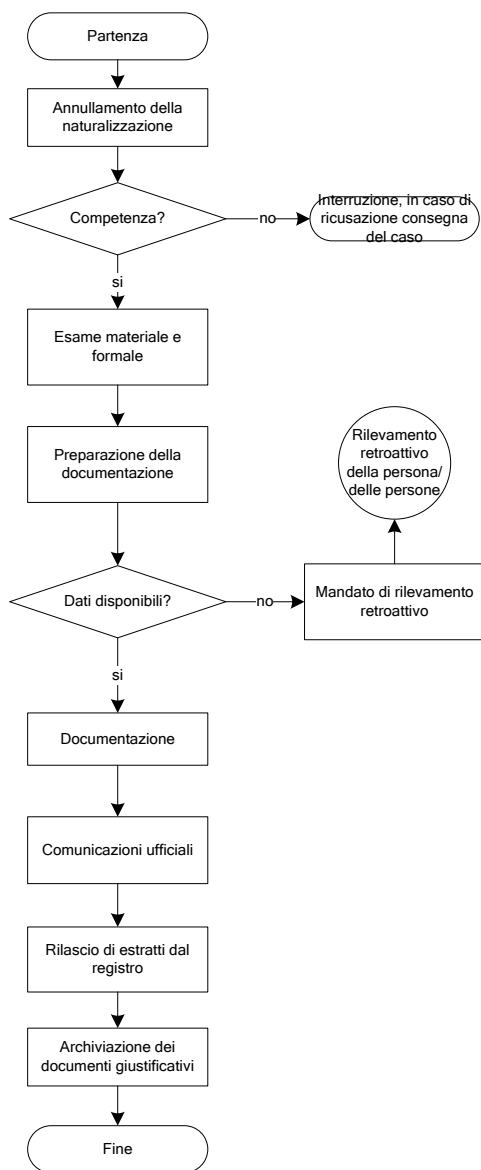 Partenza
Annullamento della
naturalizzazione
Competenza?
no
Interruzione, in caso di
ricusazione consegna
del caso
si
Esame materiale e
formale
Preparazione della
documentazione
Rilevamento
retroattivo
della persona/
delle persone
Dati disponibili?
no
Mandato di rilevamento
retroattivo
si
Documentazione
Comunicazioni ufficiali
Rilascio di estratti dal
registro
Archiviazione dei
documenti giustificativi
Fine